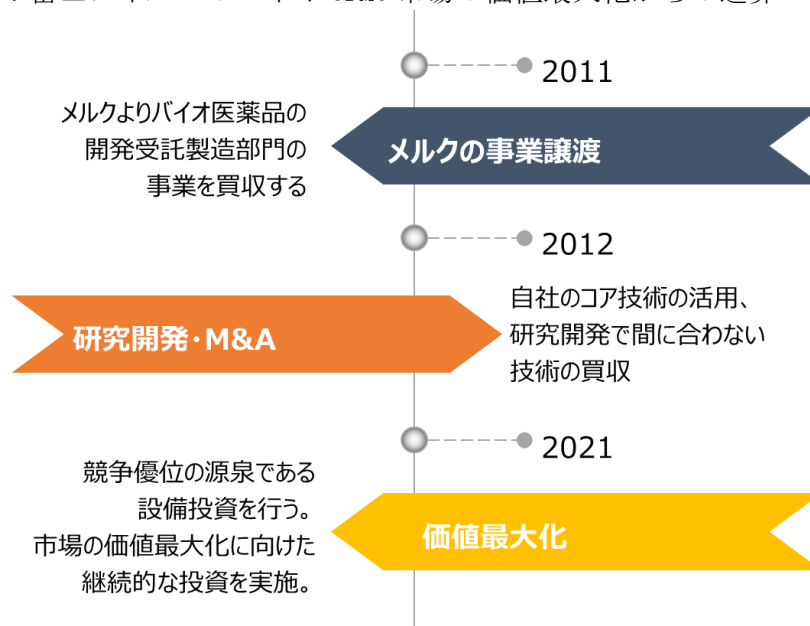 2011
メルクよりバイオ医薬品の
開発受託製造部門の
事業を買収する
メルクの事業譲渡
2012
研究開発・M&A
自社のコア技術の活用、
研究開発で間に合わない
技術の買収
2021
競争優位の源泉である
設備投資を行う。
市場の価値最大化に向けた
継続的な投資を実施。
価値最大化